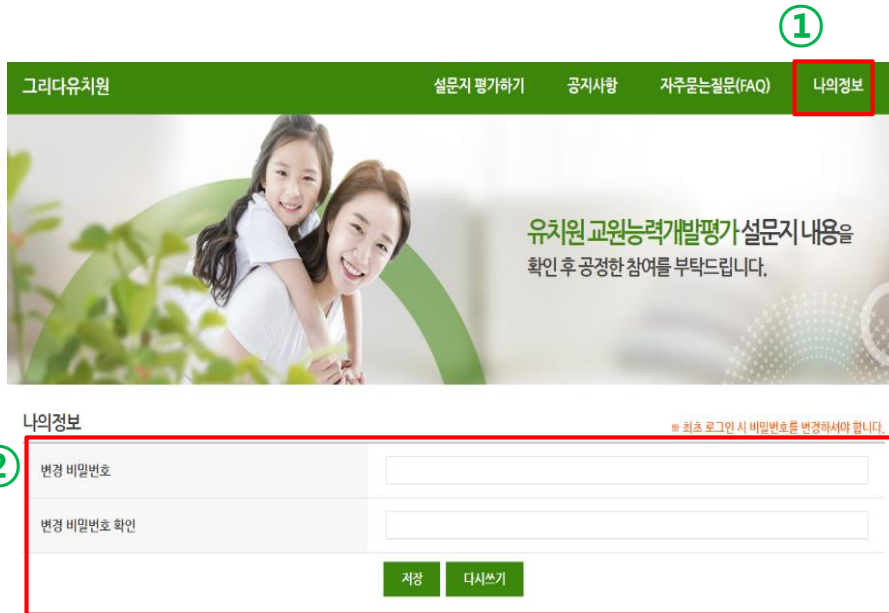 ①
그리다유치원 설문지 평가하기 공지사항 자주묻는질문(FAQ) 나의정보
유치원 교원능력개발평가 설문지 내용을
확인 후 공정한 참여를 부탁드립니다.
나의정보 ※ 최초 로그인 시 비밀번호를 변경하셔야 합니다.
②
변경 비밀번호
변경 비밀번호 확인
저장 다시쓰기